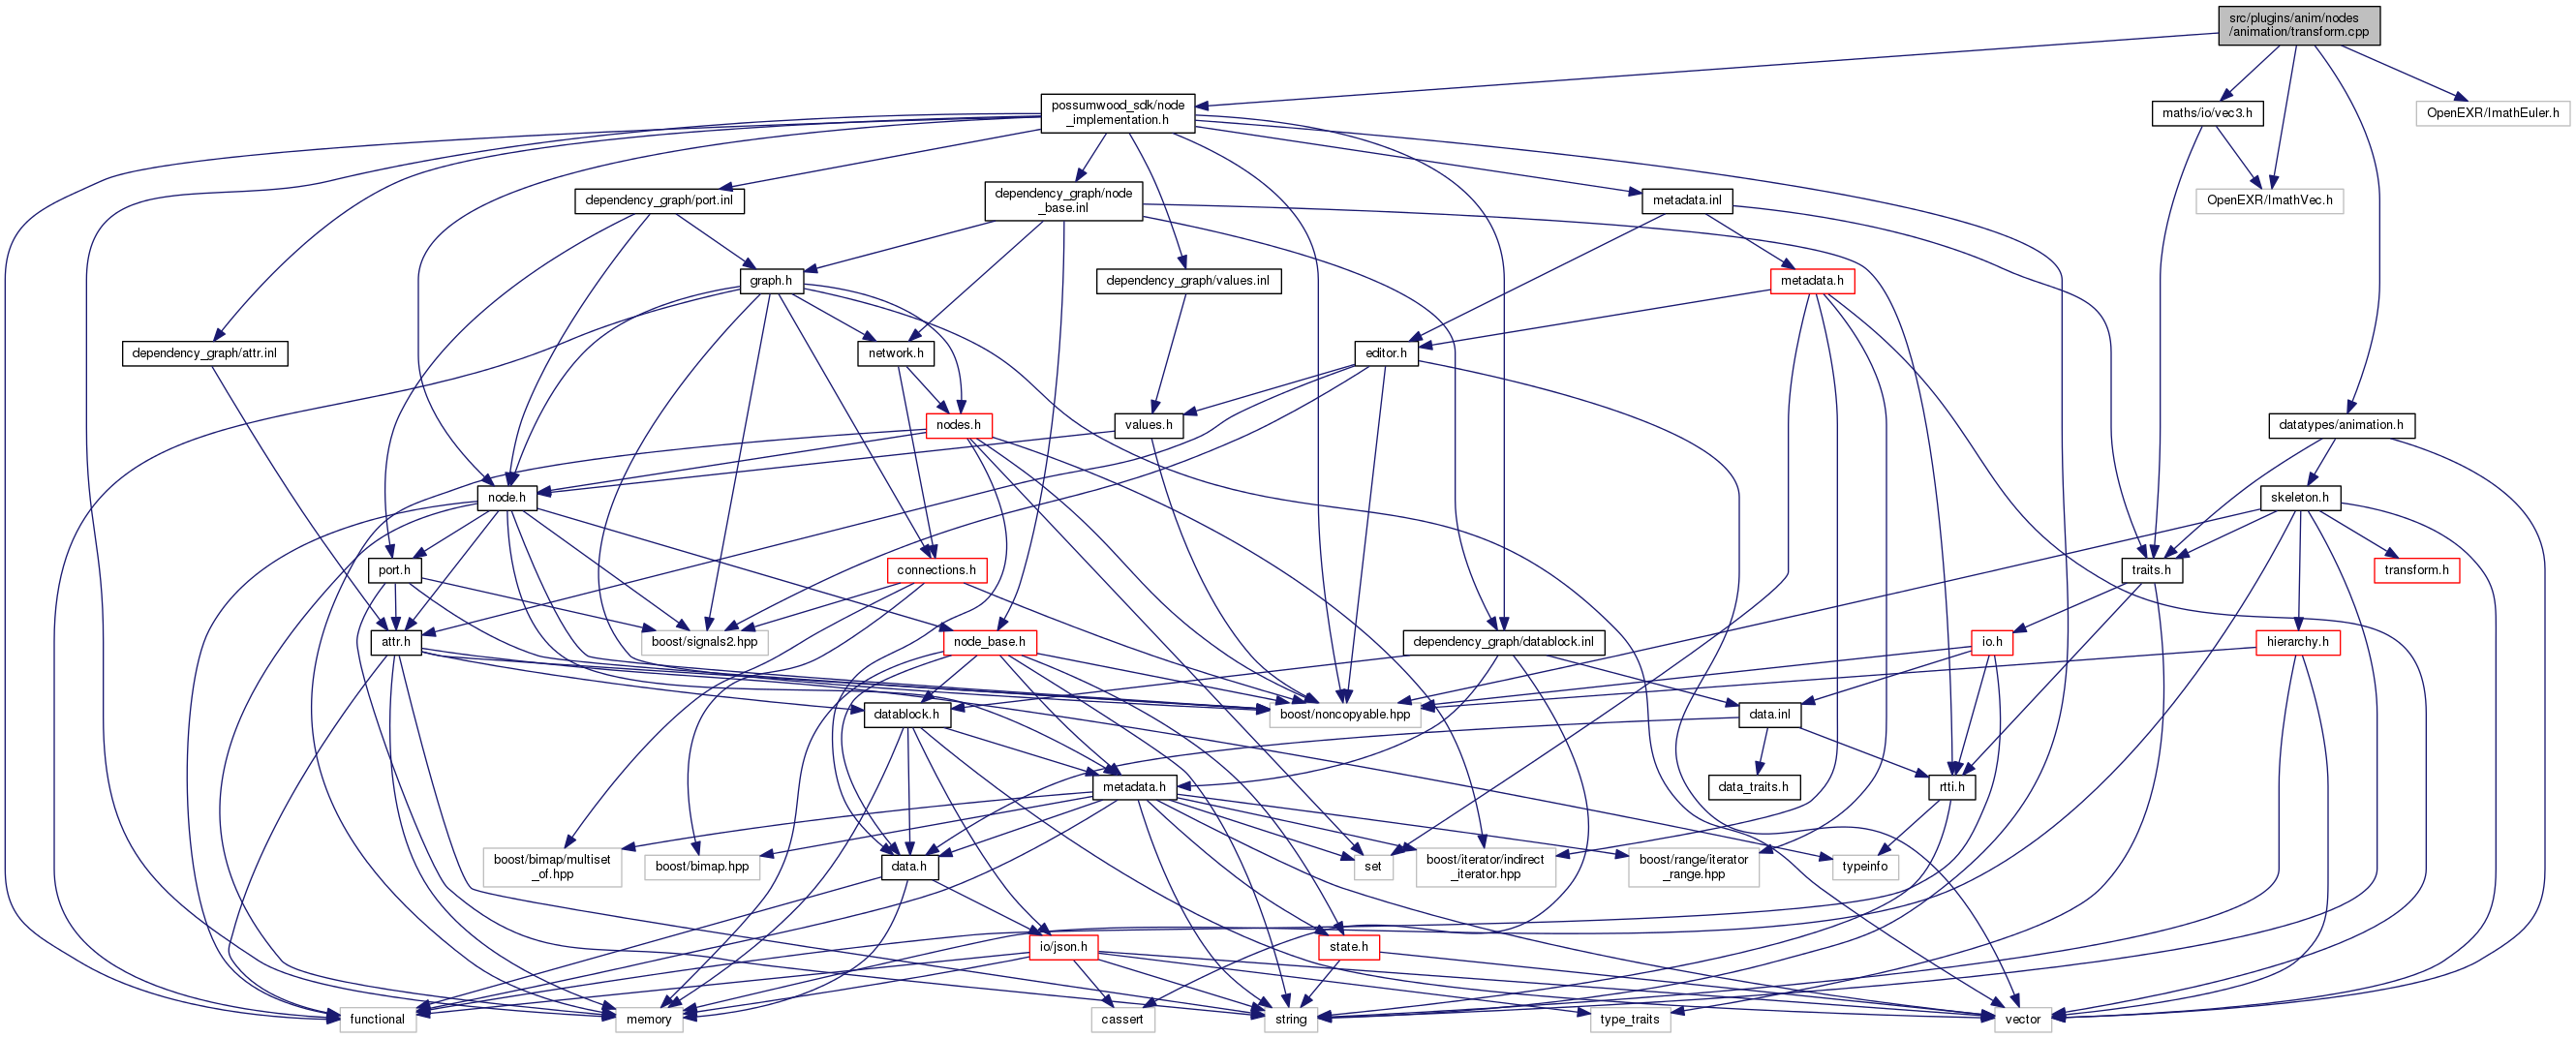 src/plugins/anim/nodes
/animation/transform.cpp
possumwood_sdk/node
_implementation.h
maths/io/vec3.h
OpenEXR/ImathEuler.h
dependency_graph/port.inl
dependency_graph/node
_base.inl
metadata.inl
OpenEXR/ImathVec.h
graph.h
dependency_graph/values.inl
metadata.h
dependency_graph/attr.inl
network.h
editor.h
nodes.h
values.h
datatypes/animation.h
node.h
skeleton.h
port.h
connections.h
traits.h
transform.h
attr.h
boost/signals2.hpp
node_base.h
dependency_graph/datablock.inl
io.h
hierarchy.h
datablock.h
boost/noncopyable.hpp
data.inl
metadata.h
data_traits.h
rtti.h
boost/bimap/multiset
_of.hpp
boost/bimap.hpp
data.h
set
boost/iterator/indirect
_iterator.hpp
boost/range/iterator
_range.hpp
typeinfo
io/json.h
state.h
functional
memory
cassert
string
type_traits
vector